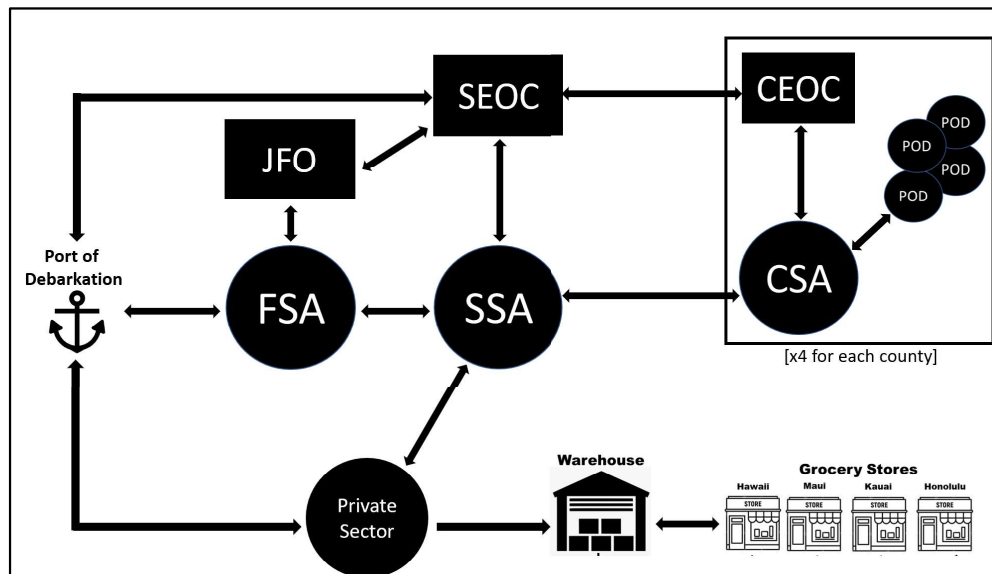 SEOC
CEOC
POD
POD
POD
POD
JFO
Port of
Debarkation
FSA
SSA
CSA
[x4 for each county]
Private
Sector
Warehouse
Grocery Stores
Hawaii
Maui
Kauai
Honolulu
STORE
STORE
STORE
STORE